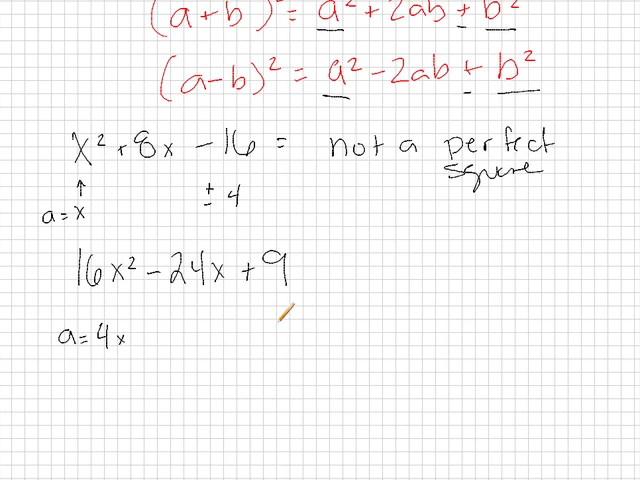 (a+b)² = a² + 2ab + b²
(a-b)² = a² - 2ab + b²
x² + 8x - 16 = not a perfect square
↑
a = x ± 4
16x² - 24x + 9
a = 4x